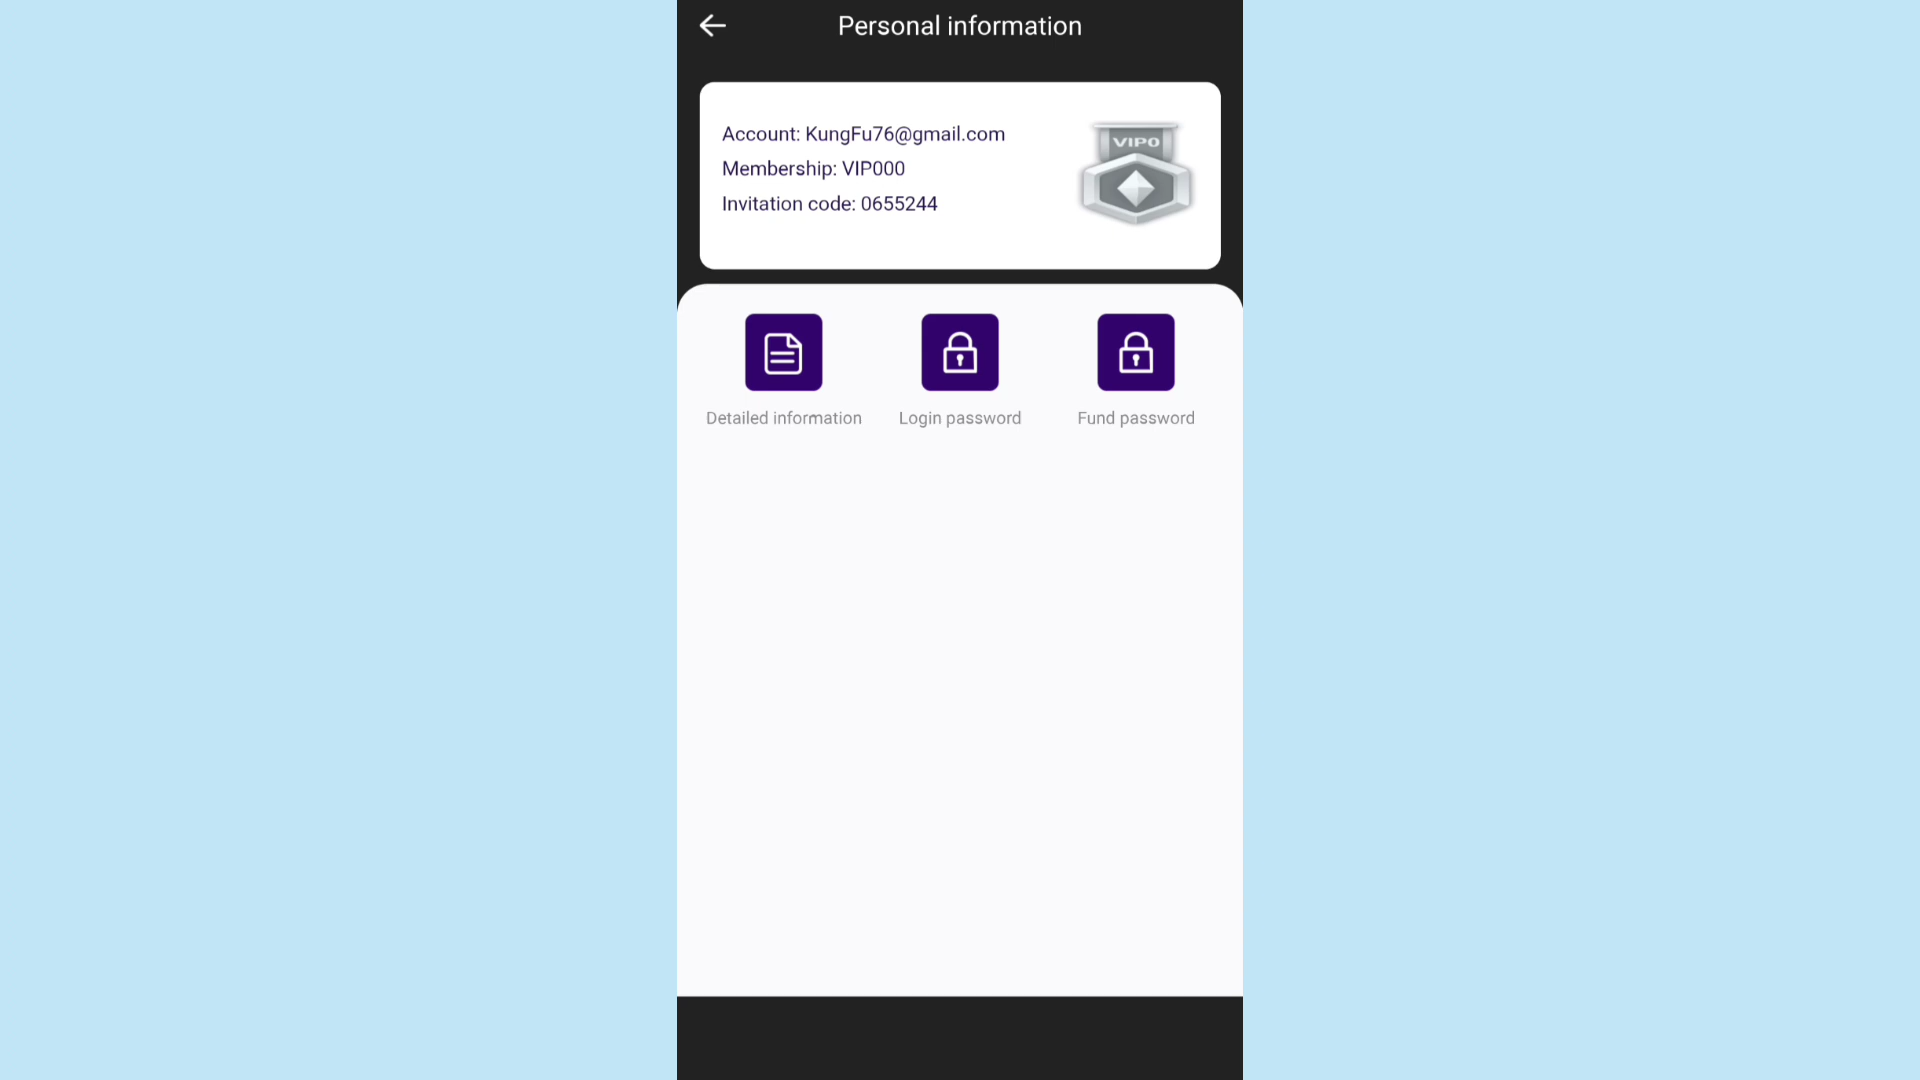 Personal information
Account: KungFu76@gmail.com
Membership: VIP000
Invitation code: 0655244
VIP0
Detailed information
Login password
Fund password